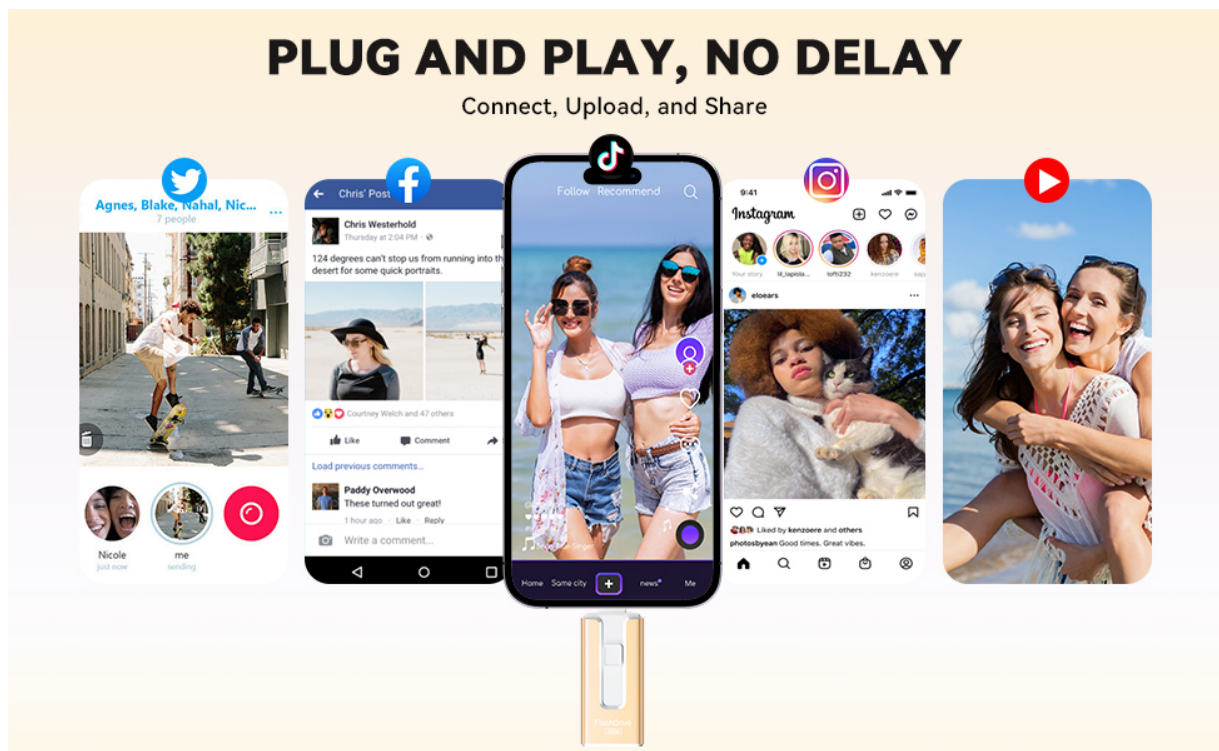 PLUG AND PLAY, NO DELAY
Connect, Upload, and Share
Agnes, Blake, Nahal, Nic...
7 people
Nicole
just now
me
sending
Chris' Post
Chris Westerhold
Thursday at 2:04 PM
124 degrees can't stop us from running into th
desert for some quick portraits.
Courtney Welch and 47 others
Like
Comment
Load previous comments...
Paddy Overwood
These turned out great!
1 hour ago · Like · Reply
Write a comment...
Follow Recommend
Home
Same city
news
Me
FlashDrive
9:41
Instagram
Your story
lil_lapisla...
lofti232
kenzoere
eloears
Liked by kenzoere and others
photosbyean Good times. Great vibes.